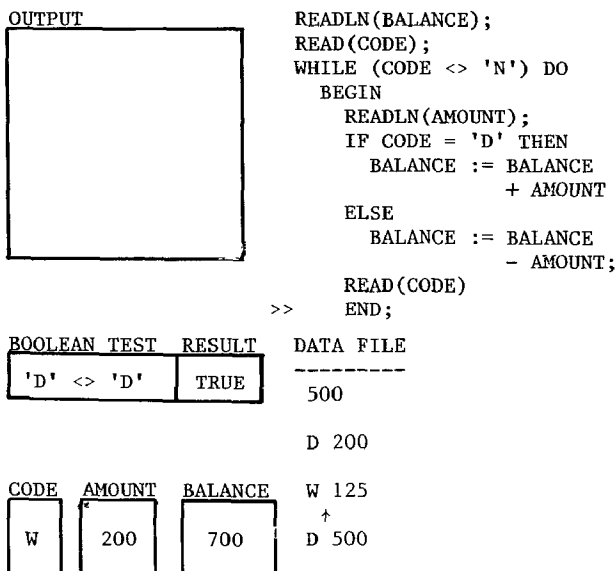 OUTPUT
READLN(BALANCE);
READ(CODE);
WHILE (CODE <> 'N') DO
BEGIN
READLN(AMOUNT);
IF CODE = 'D' THEN
BALANCE := BALANCE
+ AMOUNT
ELSE
BALANCE := BALANCE
- AMOUNT;
READ(CODE)
>> END;
BOOLEAN TEST RESULT
'D' <> 'D' TRUE
DATA FILE
---------
500
D 200
W 125
↑
D 500
CODE AMOUNT BALANCE
W 200 700